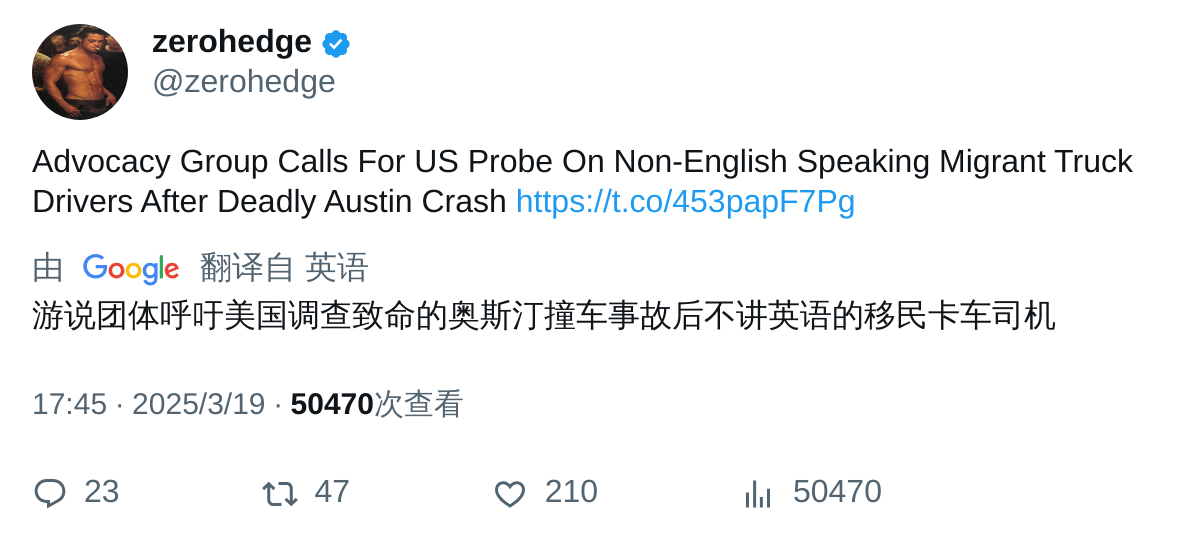 zerohedge
@zerohedge
Advocacy Group Calls For US Probe On Non-English Speaking Migrant Truck
Drivers After Deadly Austin Crash https://t.co/453papF7Pg
由 Google 翻译自 英语
游说团体呼吁美国调查致命的奥斯汀撞车事故后不讲英语的移民卡车司机
17:45 · 2025/3/19 · 50470次查看
23 47 210 50470